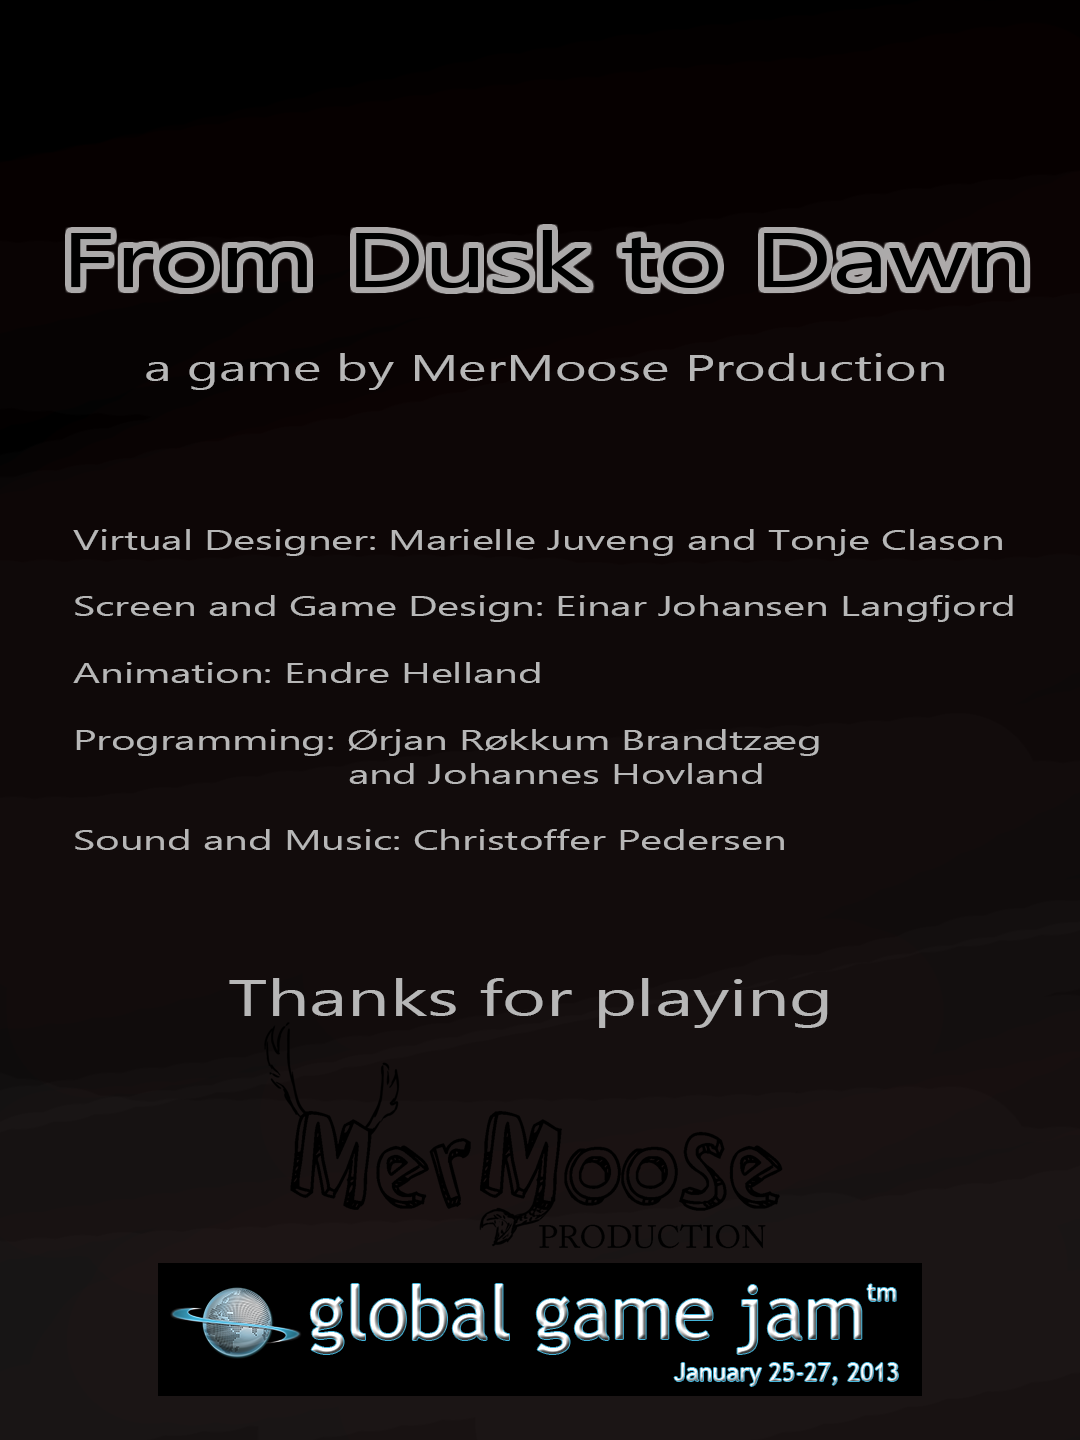 From Dusk to Dawn
a game by MerMoose Production
Virtual Designer: Marielle Juveng and Tonje Clason
Screen and Game Design: Einar Johansen Langfjord
Animation: Endre Helland
Programming: Ørjan Røkkum Brandtzæg
and Johannes Hovland
Sound and Music: Christoffer Pedersen
Thanks for playing
MerMoose
PRODUCTION
global game jam tm
January 25-27, 2013